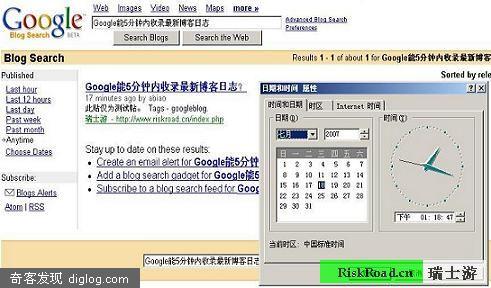 Google
Blog Search BETA
Web Images Video News Maps more »
Google能5分钟内收录最新博客日志
Search Blogs Search the Web
Advanced Blog Search
Preferences
Blog Search
Results 1 - 1 of about 1 for Google能5分钟内收录最新博客日志
Sorted by rele
Published
Last hour
Last 12 hours
Last day
Past week
Past month
Anytime
Choose Dates
Subscribe:
Blogs Alerts
Atom | RSS
Google能5分钟内收录最新博客日志?
17 minutes ago by abiao
此贴仅为测试帖。 Tags - googleblog.
瑞士游 - http://www.riskroad.cn/index.php
Stay up to date on these results:
Create an email alert for Google能5分
Add a blog search gadget for Google能
Subscribe to a blog search feed for G
Google能5分钟内收录最新博客日志
日期和时间 属性
时间和日期 时区 Internet 时间
日期(D)
七月 2007
一 二 三 四 五 六 日
1
2 3 4 5 6 7 8
9 10 11 12 13 14 15
16 17 18 19 20 21 22
23 24 25 26 27 28 29
30 31
时间(T)
下午 01:18:47
当前时区: 中国标准时间
RiskRoad.cn 瑞士游
奇客发现 diglog.com